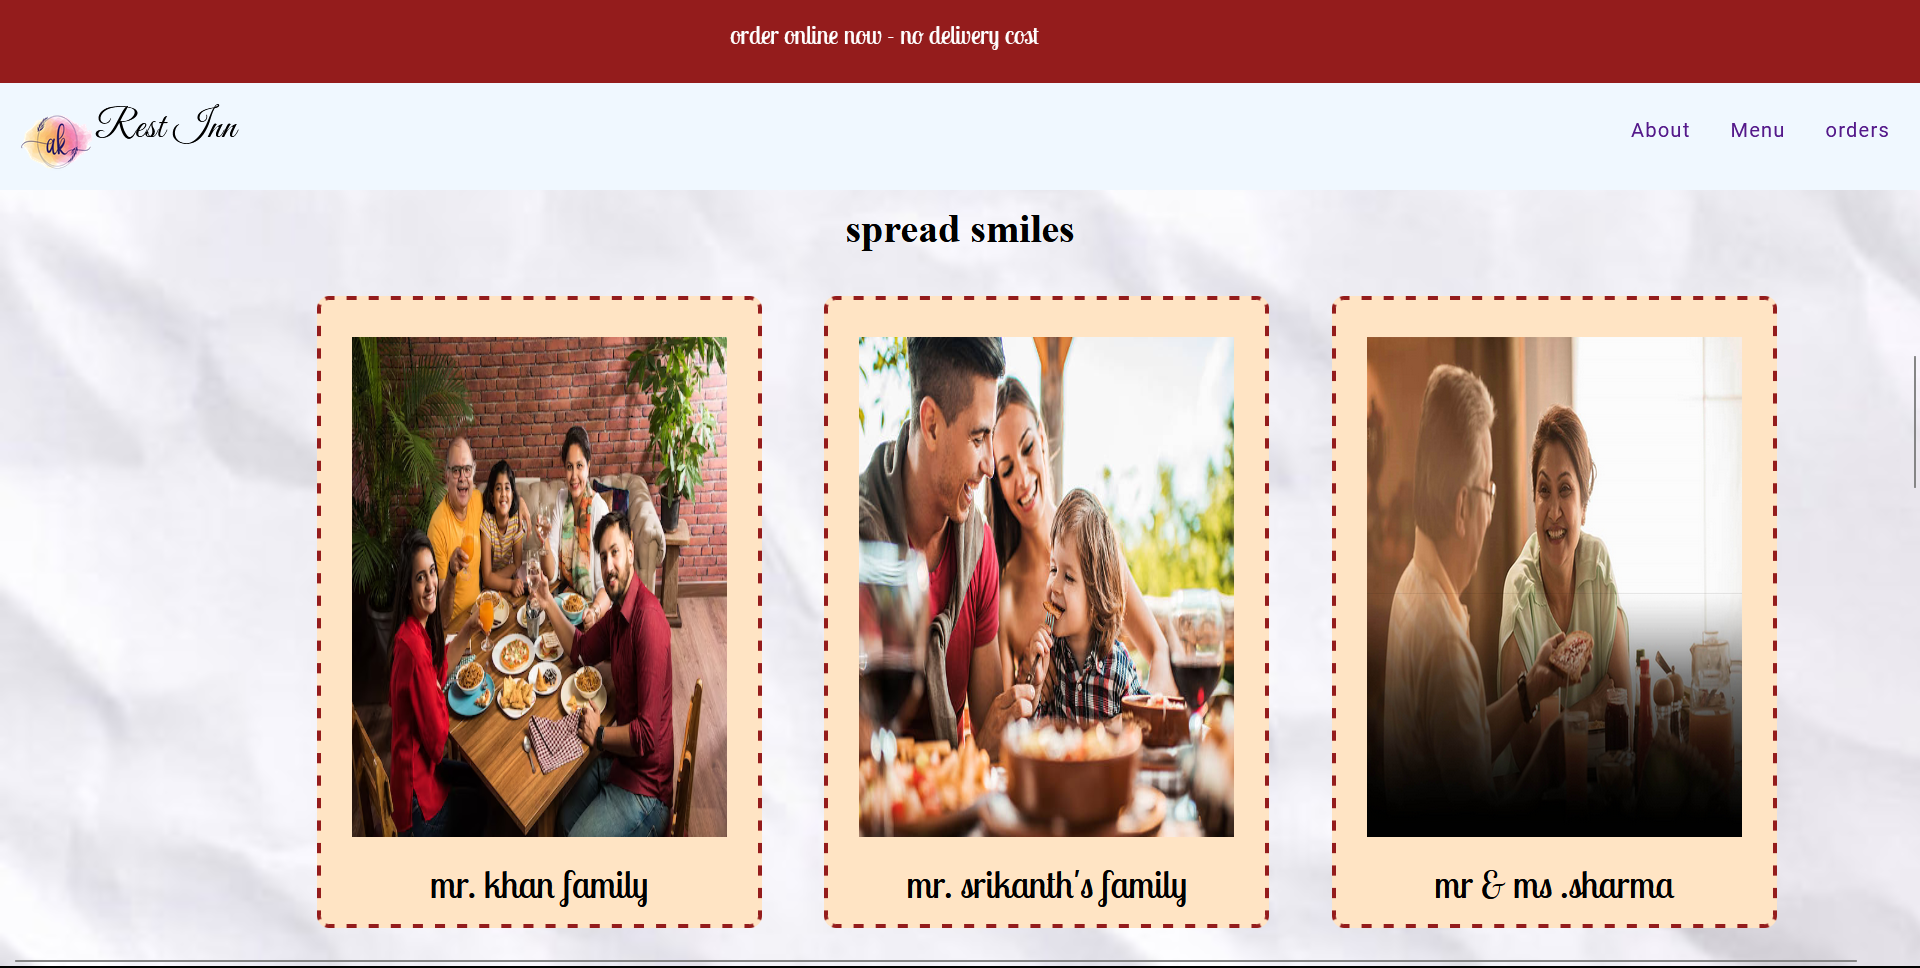 order online now - no delivery cost
ak
Rest Inn
About Menu orders
spread smiles
mr. khan family
mr. srikanth's family
mr & ms .sharma